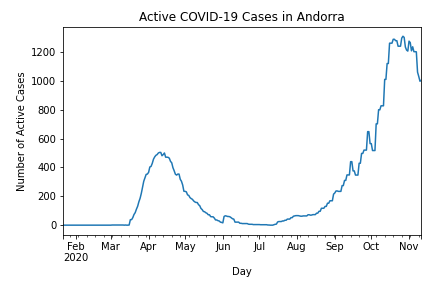 Active COVID-19 Cases in Andorra
Number of Active Cases
1200
1000
800
600
400
200
0
Feb Mar Apr May Jun Jul Aug Sep Oct Nov
2020
Day